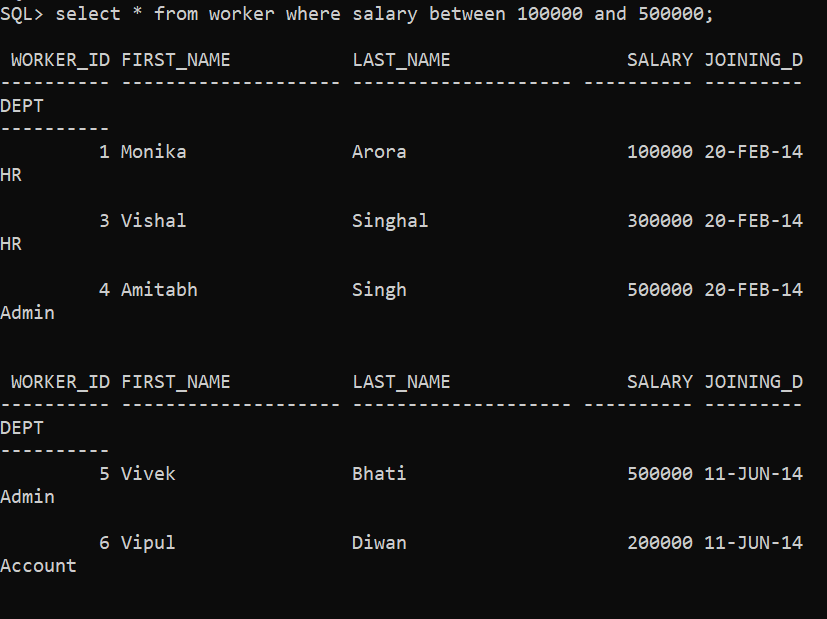 SQL> select * from worker where salary between 100000 and 500000;
WORKER_ID FIRST_NAME LAST_NAME SALARY JOINING_D
---------- -------------------- -------------------- ---------- ---------
DEPT
----------
1 Monika Arora 100000 20-FEB-14
HR
3 Vishal Singhal 300000 20-FEB-14
HR
4 Amitabh Singh 500000 20-FEB-14
Admin
WORKER_ID FIRST_NAME LAST_NAME SALARY JOINING_D
---------- -------------------- -------------------- ---------- ---------
DEPT
----------
5 Vivek Bhati 500000 11-JUN-14
Admin
6 Vipul Diwan 200000 11-JUN-14
Account